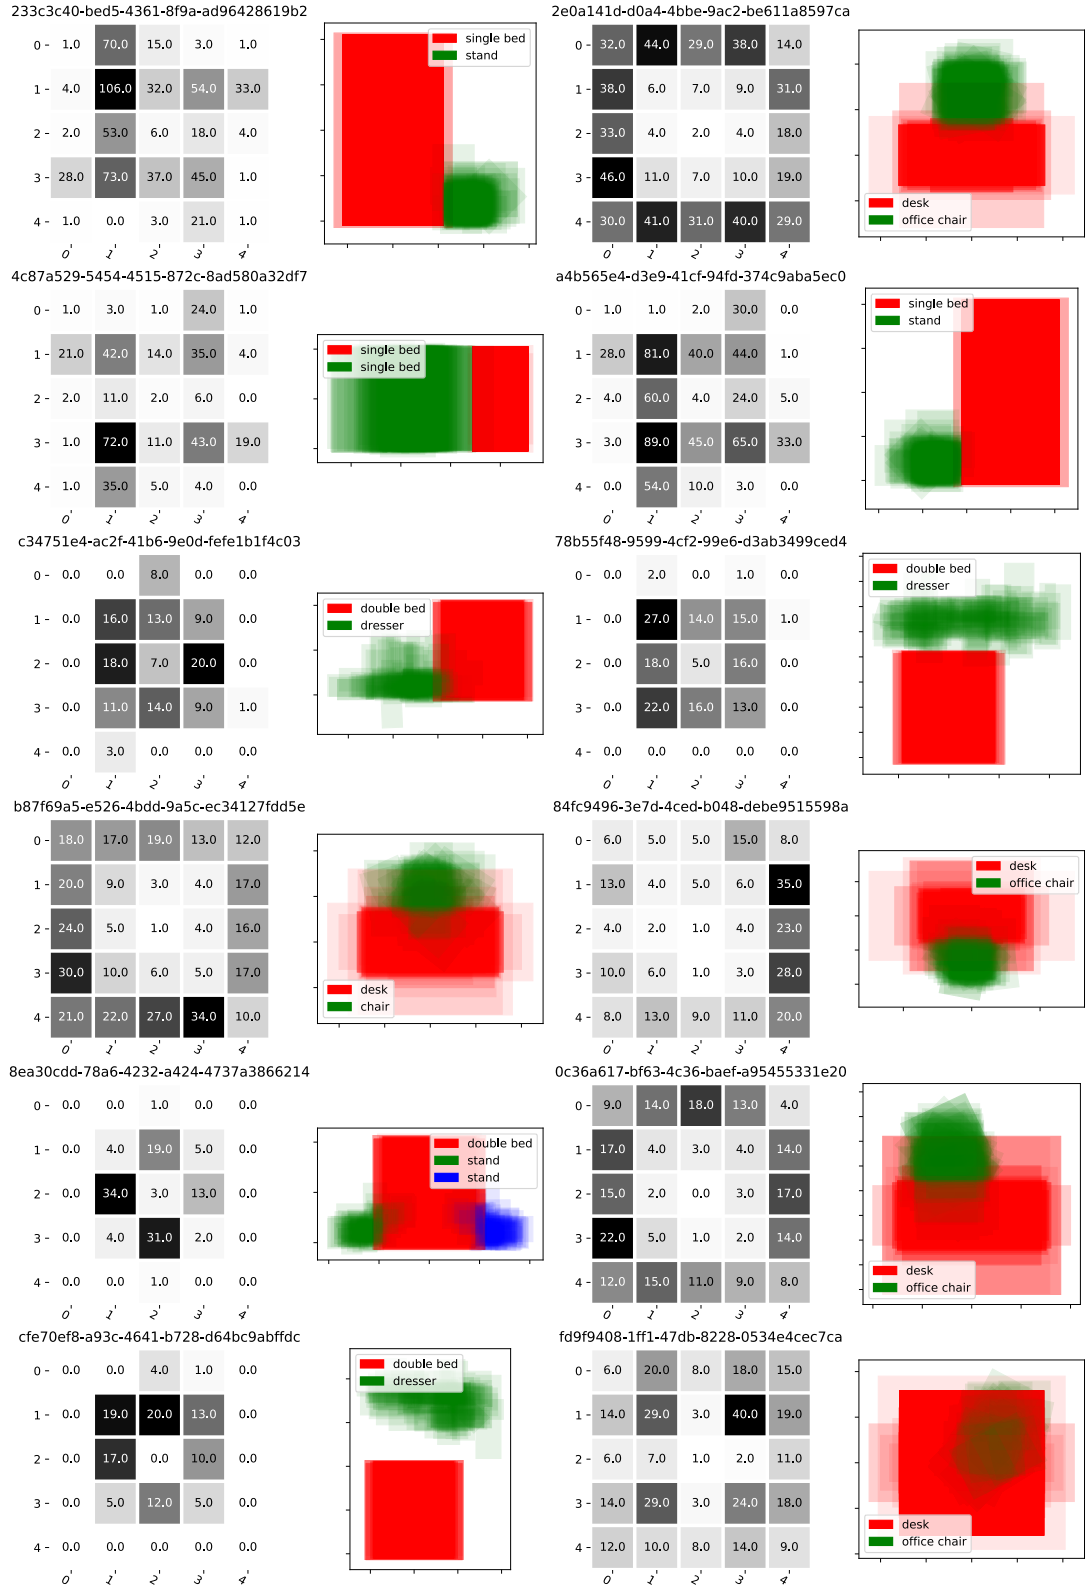 233c3c40-bed5-4361-8f9a-ad96428619b2
0 1.0 70.0 15.0 3.0 1.0
1 4.0 106.0 32.0 54.0 33.0
2 2.0 53.0 6.0 18.0 4.0
3 28.0 73.0 37.0 45.0 1.0
4 1.0 0.0 3.0 21.0 1.0
0 1 2 3 4
single bed
stand
2e0a141d-d0a4-4bbe-9ac2-be611a8597ca
0 32.0 44.0 29.0 38.0 14.0
1 38.0 6.0 7.0 9.0 31.0
2 33.0 4.0 2.0 4.0 18.0
3 46.0 11.0 7.0 10.0 19.0
4 30.0 41.0 31.0 40.0 29.0
0 1 2 3 4
desk
office chair
4c87a529-5454-4515-872c-8ad580a32df7
0 1.0 3.0 1.0 24.0 1.0
1 21.0 42.0 14.0 35.0 4.0
2 2.0 11.0 2.0 6.0 0.0
3 1.0 72.0 11.0 43.0 19.0
4 1.0 35.0 5.0 4.0 0.0
0 1 2 3 4
single bed
single bed
a4b565e4-d3e9-41cf-94fd-374c9aba5ec0
0 1.0 1.0 2.0 30.0 0.0
1 28.0 81.0 40.0 44.0 1.0
2 4.0 60.0 4.0 24.0 5.0
3 3.0 89.0 45.0 65.0 33.0
4 0.0 54.0 10.0 3.0 0.0
0 1 2 3 4
single bed
stand
c34751e4-ac2f-41b6-9e0d-fefe1b1f4c03
0 0.0 0.0 8.0 0.0 0.0
1 0.0 16.0 13.0 9.0 0.0
2 0.0 18.0 7.0 20.0 0.0
3 0.0 11.0 14.0 9.0 1.0
4 0.0 3.0 0.0 0.0 0.0
0 1 2 3 4
double bed
dresser
78b55f48-9599-4cf2-99e6-d3ab3499ced4
0 0.0 2.0 0.0 1.0 0.0
1 0.0 27.0 14.0 15.0 1.0
2 0.0 18.0 5.0 16.0 0.0
3 0.0 22.0 16.0 13.0 0.0
4 0.0 0.0 0.0 0.0 0.0
0 1 2 3 4
double bed
dresser
b87f69a5-e526-4bdd-9a5c-ec34127fdd5e
0 18.0 17.0 19.0 13.0 12.0
1 20.0 9.0 3.0 4.0 17.0
2 24.0 5.0 1.0 4.0 16.0
3 30.0 10.0 6.0 5.0 17.0
4 21.0 22.0 27.0 34.0 10.0
0 1 2 3 4
desk
chair
84fc9496-3e7d-4ced-b048-debe9515598a
0 6.0 5.0 5.0 15.0 8.0
1 13.0 4.0 5.0 6.0 35.0
2 4.0 2.0 1.0 4.0 23.0
3 10.0 6.0 1.0 3.0 28.0
4 8.0 13.0 9.0 11.0 20.0
0 1 2 3 4
desk
office chair
8ea30cdd-78a6-4232-a424-4737a3866214
0 0.0 0.0 1.0 0.0 0.0
1 0.0 4.0 19.0 5.0 0.0
2 0.0 34.0 3.0 13.0 0.0
3 0.0 4.0 31.0 2.0 0.0
4 0.0 0.0 1.0 0.0 0.0
0 1 2 3 4
double bed
stand
stand
0c36a617-bf63-4c36-baef-a95455331e20
0 9.0 14.0 18.0 13.0 4.0
1 17.0 4.0 3.0 4.0 14.0
2 15.0 2.0 0.0 3.0 17.0
3 22.0 5.0 1.0 2.0 14.0
4 12.0 15.0 11.0 9.0 8.0
0 1 2 3 4
desk
office chair
cfe70ef8-a93c-4641-b728-d64bc9abffdc
0 0.0 0.0 4.0 1.0 0.0
1 0.0 19.0 20.0 13.0 0.0
2 0.0 17.0 0.0 10.0 0.0
3 0.0 5.0 12.0 5.0 0.0
4 0.0 0.0 0.0 0.0 0.0
0 1 2 3 4
double bed
dresser
fd9f9408-1ff1-47db-8228-0534e4cec7ca
0 6.0 20.0 8.0 18.0 15.0
1 14.0 29.0 3.0 40.0 19.0
2 6.0 7.0 1.0 2.0 11.0
3 14.0 29.0 3.0 24.0 18.0
4 12.0 10.0 8.0 14.0 9.0
0 1 2 3 4
desk
office chair